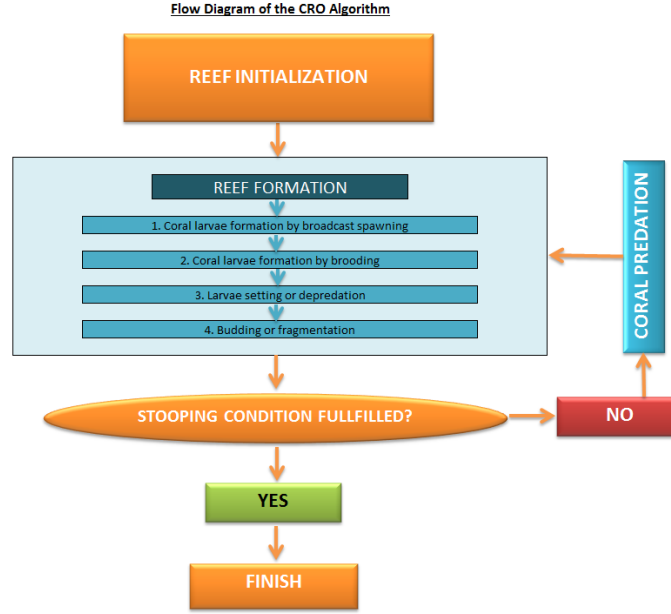 Flow Diagram of the CRO Algorithm
REEF INITIALIZATION
REEF FORMATION
1. Coral larvae formation by broadcast spawning
2. Coral larvae formation by brooding
3. Larvae setting or depredation
4. Budding or fragmentation
CORAL PREDATION
STOOPING CONDITION FULLFILLED?
NO
YES
FINISH